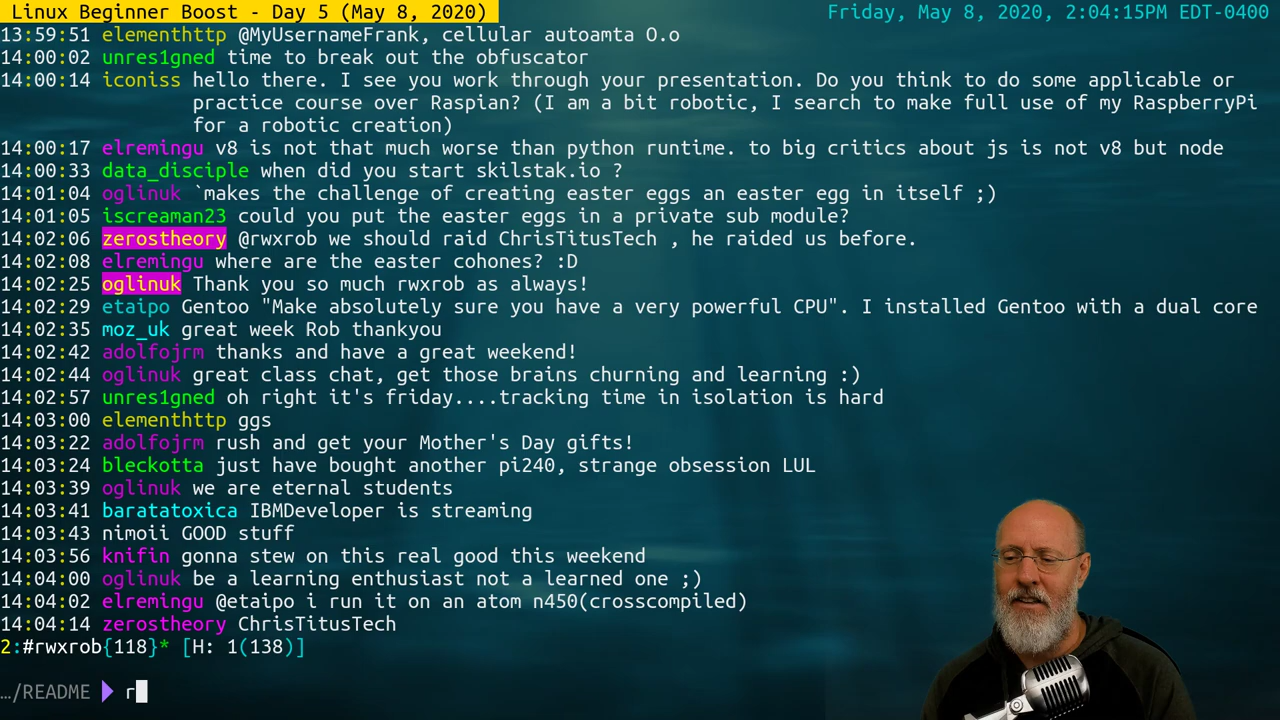 Linux Beginner Boost - Day 5 (May 8, 2020)
Friday, May 8, 2020, 2:04:15PM EDT-0400
13:59:51 elementhttp @MyUsernameFrank, cellular autoamta O.o
14:00:02 unres1gned time to break out the obfuscator
14:00:14 iconiss hello there. I see you work through your presentation. Do you think to do some applicable or
practice course over Raspian? (I am a bit robotic, I search to make full use of my RaspberryPi
for a robotic creation)
14:00:17 elremingu v8 is not that much worse than python runtime. to big critics about js is not v8 but node
14:00:33 data_disciple when did you start skilstak.io ?
14:01:04 oglinuk `makes the challenge of creating easter eggs an easter egg in itself ;)
14:01:05 iscreaman23 could you put the easter eggs in a private sub module?
14:02:06 zerostheory @rwxrob we should raid ChrisTitusTech , he raided us before.
14:02:08 elremingu where are the easter cohones? :D
14:02:25 oglinuk Thank you so much rwxrob as always!
14:02:29 etaipo Gentoo "Make absolutely sure you have a very powerful CPU". I installed Gentoo with a dual core
14:02:35 moz_uk great week Rob thankyou
14:02:42 adolfojrm thanks and have a great weekend!
14:02:44 oglinuk great class chat, get those brains churning and learning :)
14:02:57 unres1gned oh right it's friday....tracking time in isolation is hard
14:03:00 elementhttp ggs
14:03:22 adolfojrm rush and get your Mother's Day gifts!
14:03:24 bleckotta just have bought another pi240, strange obsession LUL
14:03:39 oglinuk we are eternal students
14:03:41 baratatoxica IBMDeveloper is streaming
14:03:43 nimoii GOOD stuff
14:03:56 knifin gonna stew on this real good this weekend
14:04:00 oglinuk be a learning enthusiast not a learned one ;)
14:04:02 elremingu @etaipo i run it on an atom n450(crosscompiled)
14:04:14 zerostheory ChrisTitusTech
2:#rwxrob{118}* [H: 1(138)]
…/README r